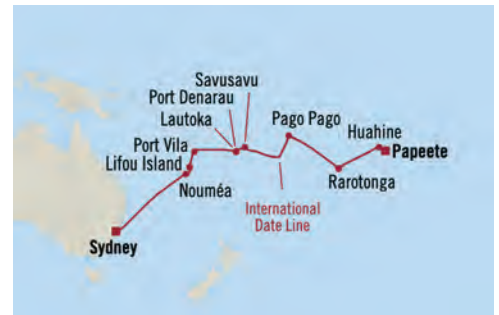 Savusavu
Port Denarau
Lautoka
Pago Pago
Huahine
Port Vila
Papeete
Lifou Island
Rarotonga
Nouméa
International
Date Line
Sydney